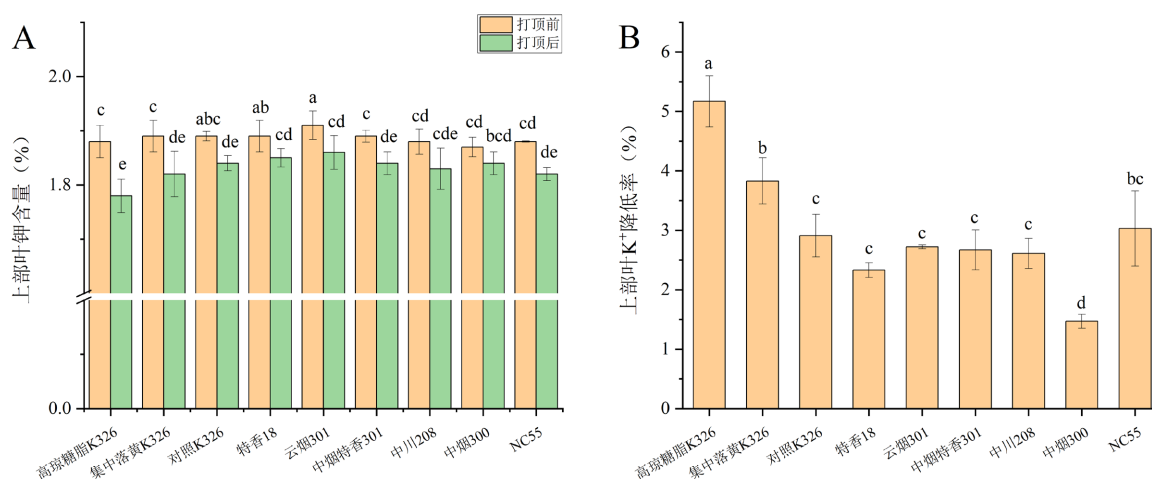 A
打顶前
打顶后
上部叶钾含量（%）
2.0
1.8
0.0
c
e
c
de
abc
de
ab
cd
a
cd
c
de
cd
cde
cd
bcd
cd
de
高琼糖脂K326
集中落黄K326
对照K326
特香18
云烟301
中烟特香301
中川208
中烟300
NC55
B
上部叶K⁺降低率（%）
6
5
4
3
2
1
0
a
b
c
c
c
c
c
d
bc
高琼糖脂K326
集中落黄K326
对照K326
特香18
云烟301
中烟特香301
中川208
中烟300
NC55